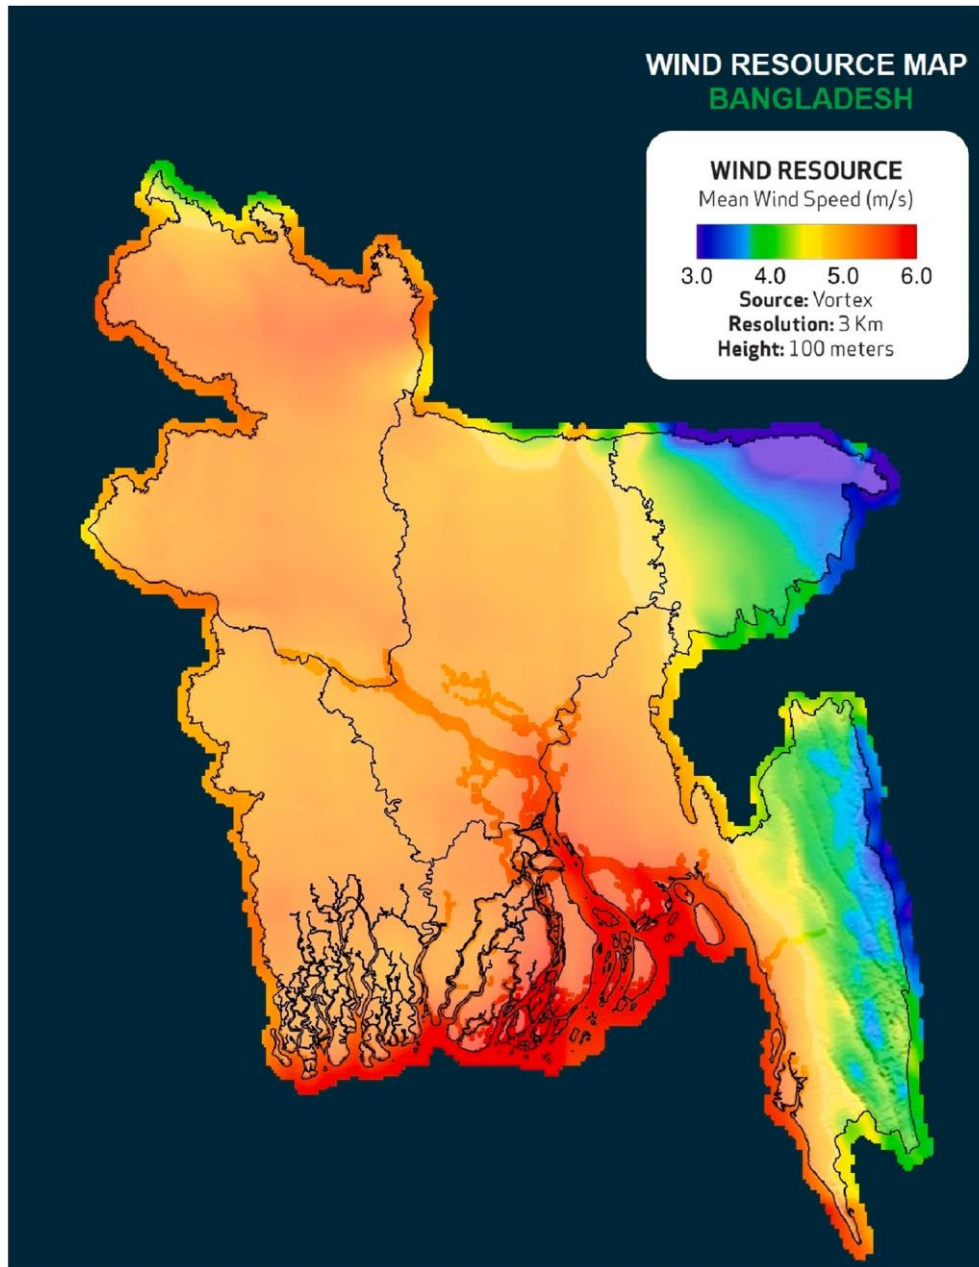 WIND RESOURCE MAP
BANGLADESH
WIND RESOURCE
Mean Wind Speed (m/s)
3.0 4.0 5.0 6.0
Source: Vortex
Resolution: 3 Km
Height: 100 meters